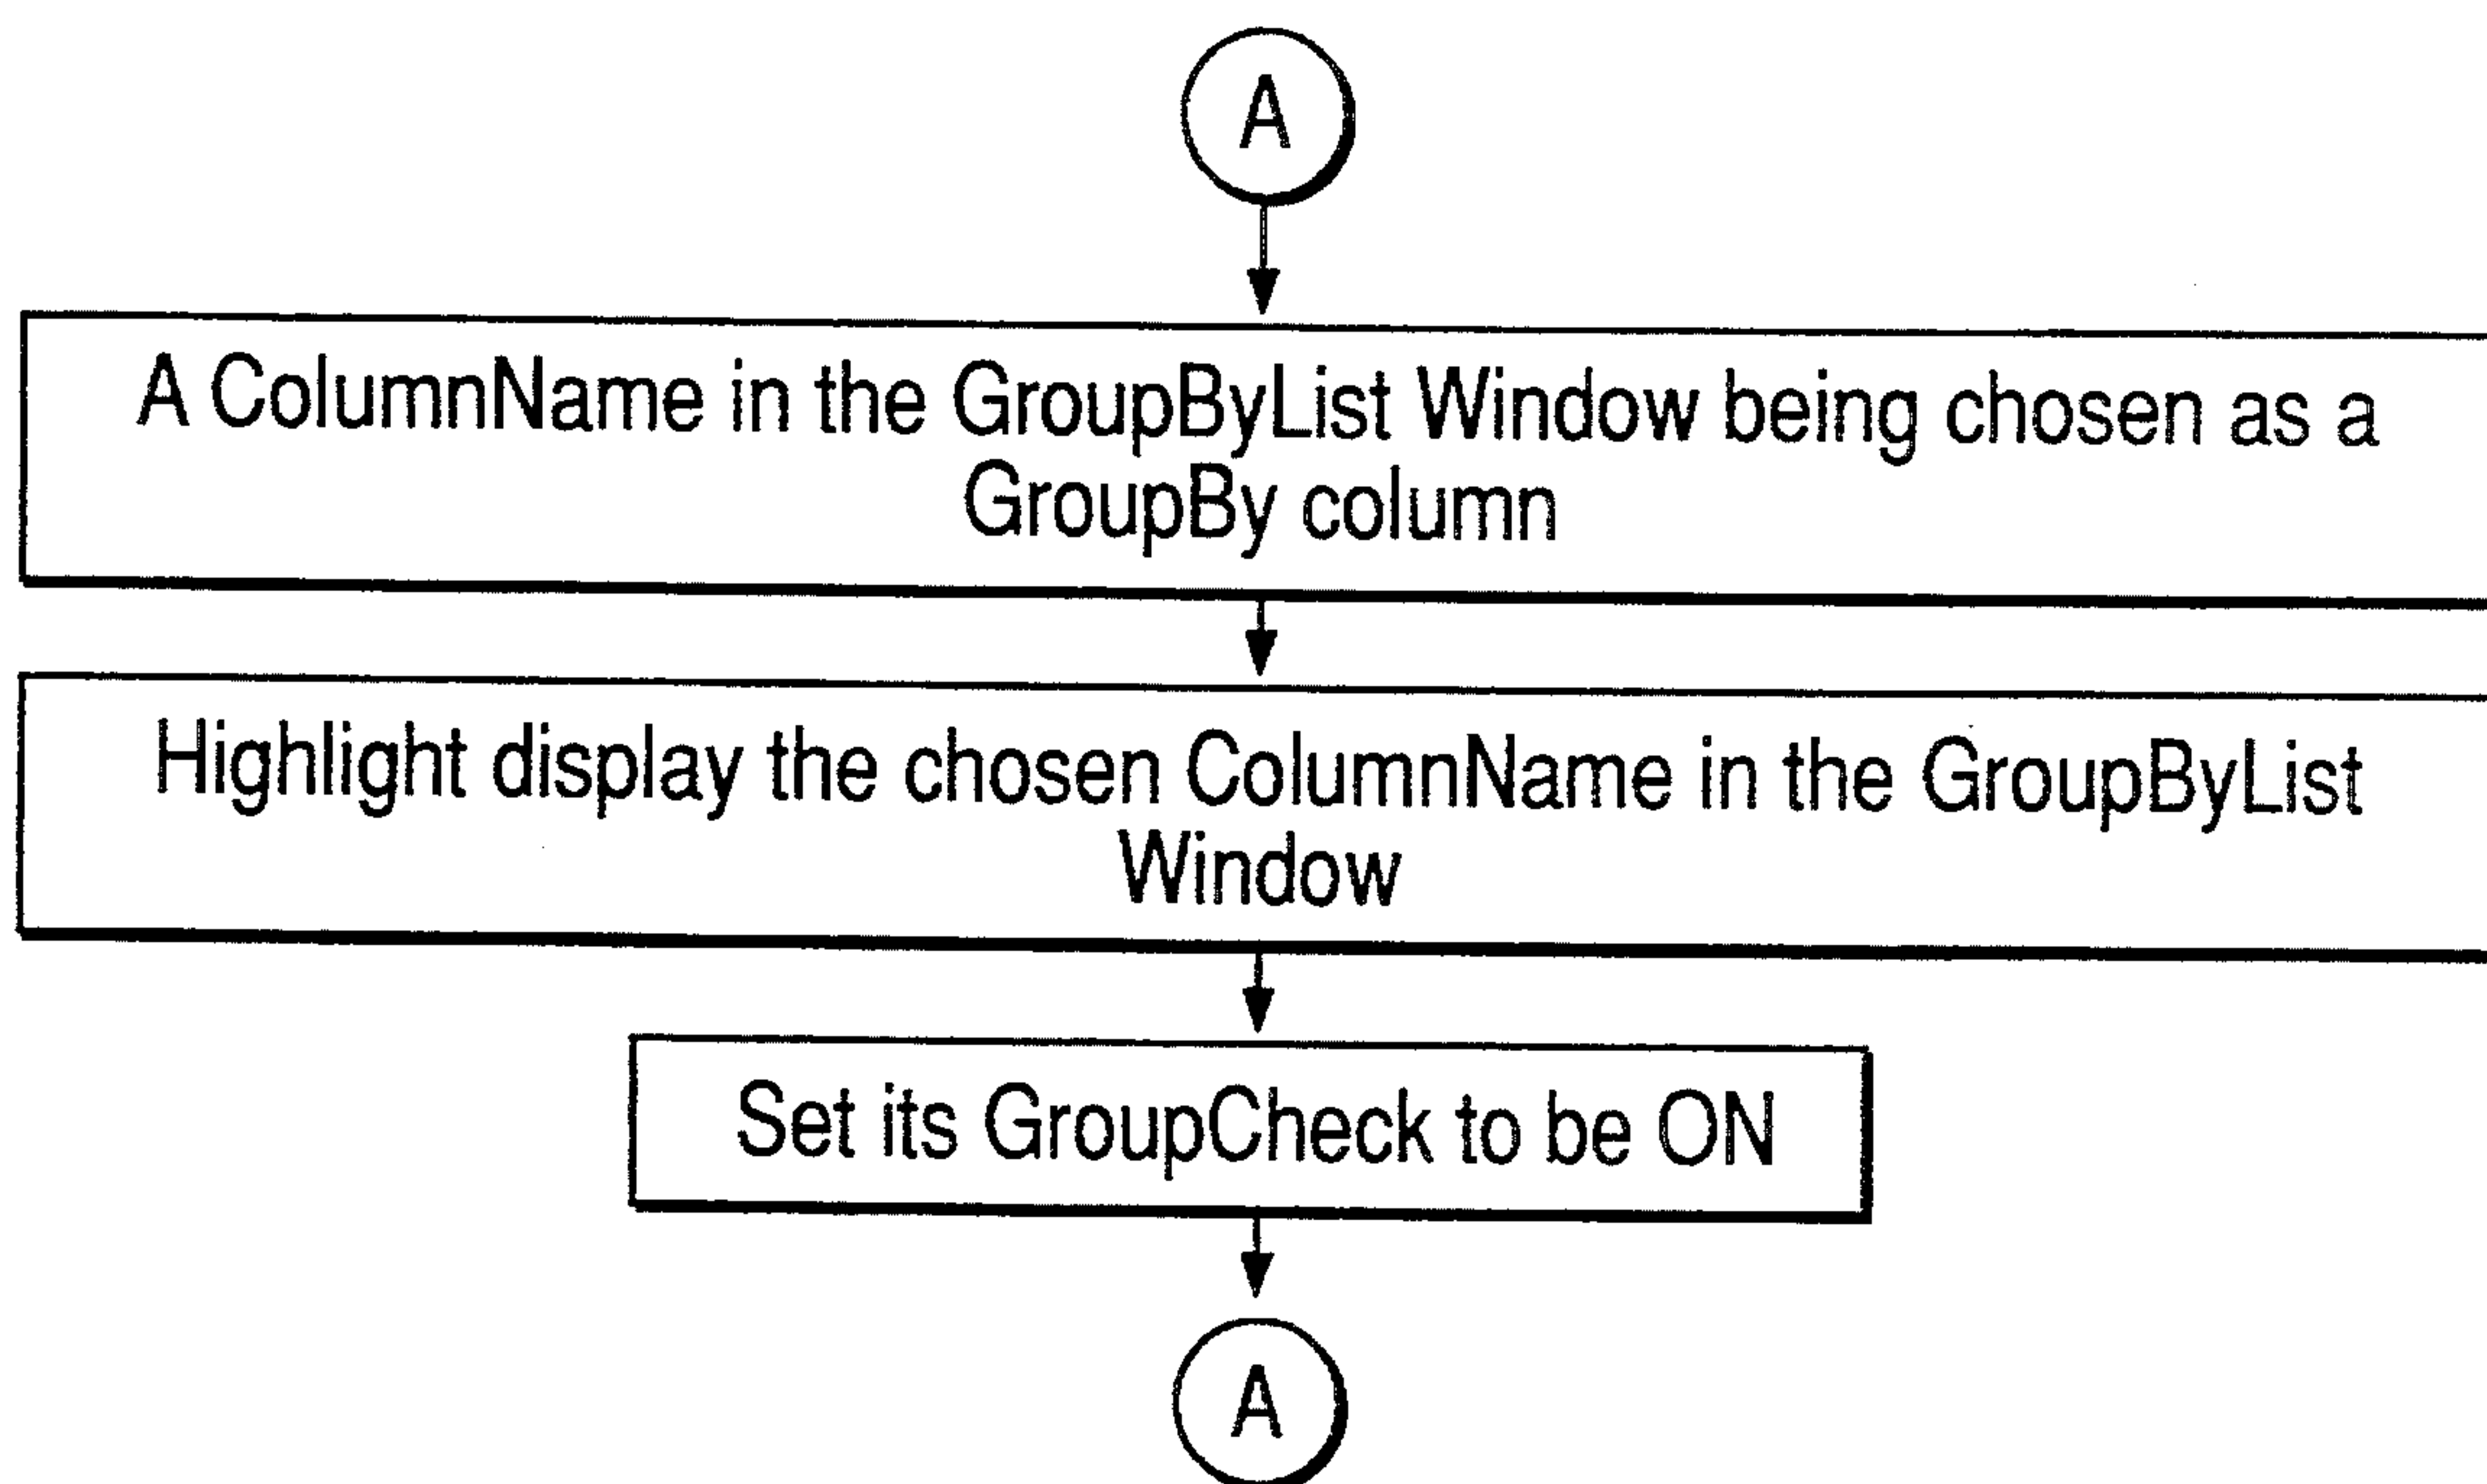 A
A ColumnName in the GroupByList Window being chosen as a
GroupBy column
Highlight display the chosen ColumnName in the GroupByList
Window
Set its GroupCheck to be ON
A